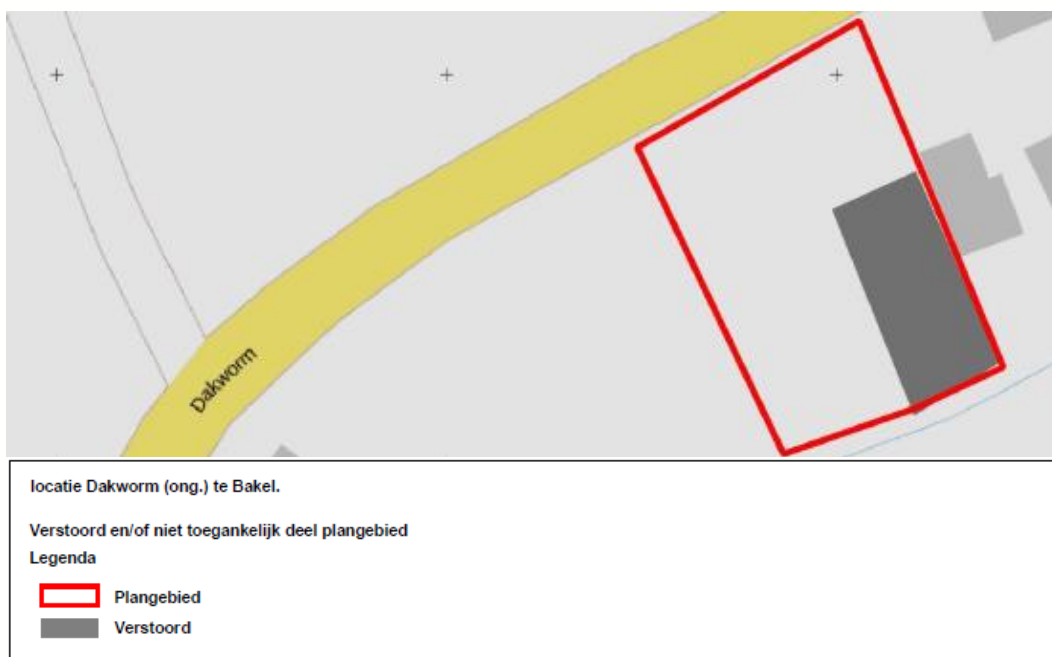 Dakworm
locatie Dakworm (ong.) te Bakel.
Verstoord en/of niet toegankelijk deel plangebied
Legenda
Plangebied
Verstoord